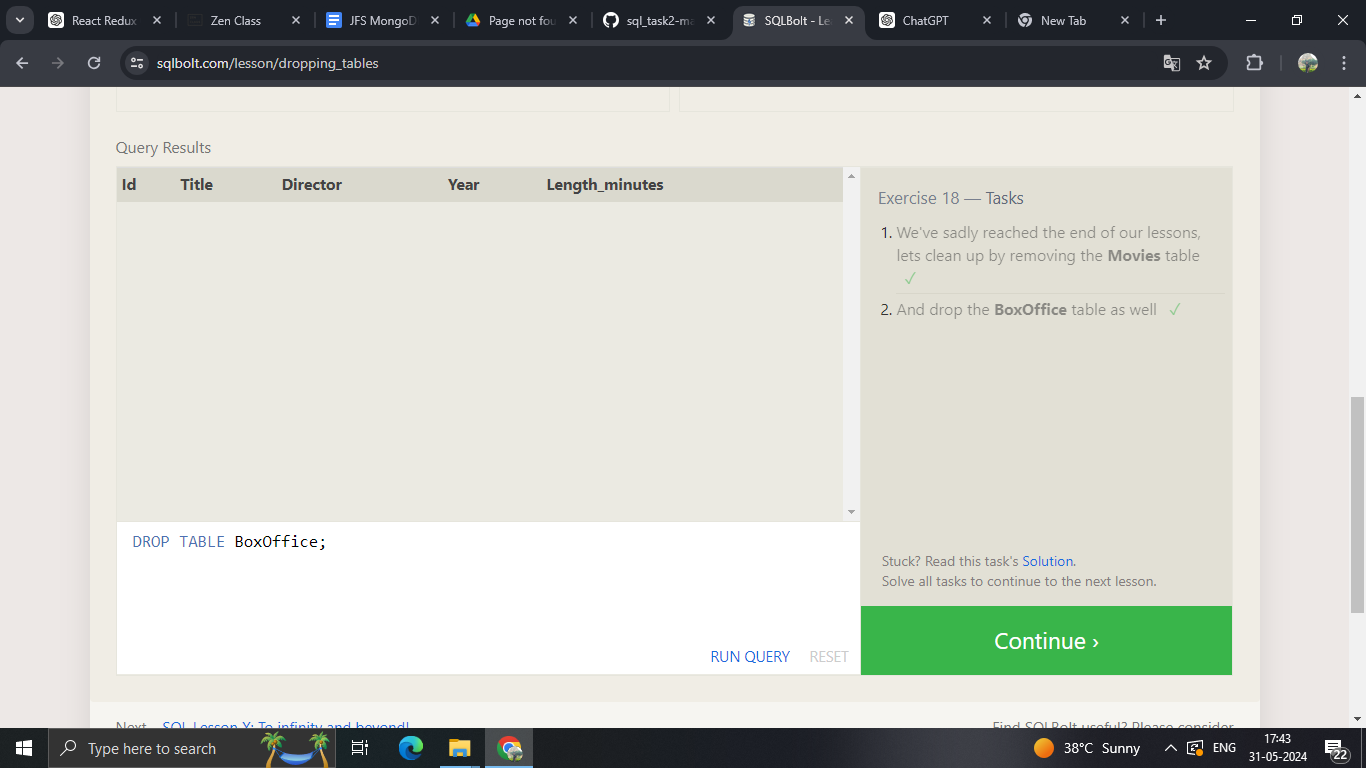 React Redux
Zen Class
JFS MongoD
Page not fou
sql_task2-ma
SQLBolt - Le
ChatGPT
New Tab
sqlbolt.com/lesson/dropping_tables
Query Results
Id Title Director Year Length_minutes
Exercise 18 — Tasks
1. We've sadly reached the end of our lessons,
lets clean up by removing the Movies table
✓
2. And drop the BoxOffice table as well ✓
Stuck? Read this task's Solution.
Solve all tasks to continue to the next lesson.
Continue ›
DROP TABLE BoxOffice;
RUN QUERY RESET
Next – SQL Lesson X: To infinity and beyond!
Find SQLBolt useful? Please consider
Type here to search
38°C Sunny
ENG
17:43
31-05-2024
22